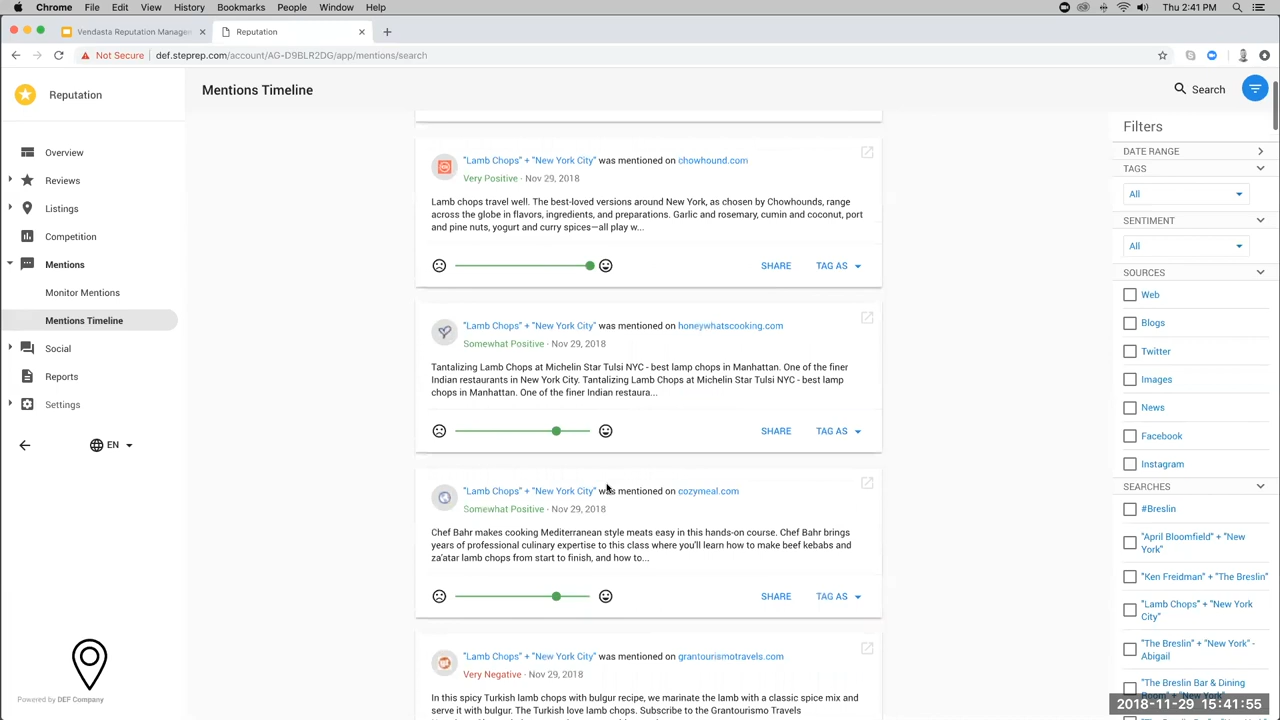 Chrome File Edit View History Bookmarks People Window Help Thu 2:41 PM
Vendasta Reputation Manage
Reputation
Not Secure def.steprep.com/account/AG-D9BLR2DG/app/mentions/search
Reputation
Mentions Timeline
Search
Overview
Reviews
Listings
Competition
Mentions
Monitor Mentions
Mentions Timeline
Social
Reports
Settings
EN
Powered by DEF Company
"Lamb Chops" + "New York City" was mentioned on chowhound.com
Very Positive - Nov 29, 2018
Lamb chops travel well. The best-loved versions around New York, as chosen by Chowhounds, range
across the globe in flavors, ingredients, and preparations. Garlic and rosemary, cumin and coconut, port
and pine nuts, yogurt and curry spices—all play w...
SHARE TAG AS
"Lamb Chops" + "New York City" was mentioned on honeywhatscooking.com
Somewhat Positive - Nov 29, 2018
Tantalizing Lamb Chops at Michelin Star Tulsi NYC - best lamb chops in Manhattan. One of the finer
Indian restaurants in New York City. Tantalizing Lamb Chops at Michelin Star Tulsi NYC - best lamb
chops in Manhattan. One of the finer Indian restaura...
SHARE TAG AS
"Lamb Chops" + "New York City" was mentioned on cozymeal.com
Somewhat Positive - Nov 29, 2018
Chef Bahr makes cooking Mediterranean style meats easy in this hands-on course. Chef Bahr brings
years of professional culinary expertise to this class where you'll learn how to make beef kebabs and
za'atar lamb chops from start to finish, and how to...
SHARE TAG AS
"Lamb Chops" + "New York City" was mentioned on grantourismotravels.com
Very Negative - Nov 29, 2018
In this spicy Turkish lamb chops with bulgur recipe, we marinate the lamb with a classic spice mix and
serve it with bulgur. The Turkish love lamb chops. Subscribe to the Grantourismo Travels
Filters
DATE RANGE
TAGS
All
SENTIMENT
All
SOURCES
Web
Blogs
Twitter
Images
News
Facebook
Instagram
SEARCHES
#Breslin
"April Bloomfield" + "New
York"
"Ken Freidman" + "The Breslin"
"Lamb Chops" + "New York
City"
"The Breslin" + "New York" -
Abigail
"The Breslin Bar & Dining
Room" + "New York"
2018-11-29 15:41:55